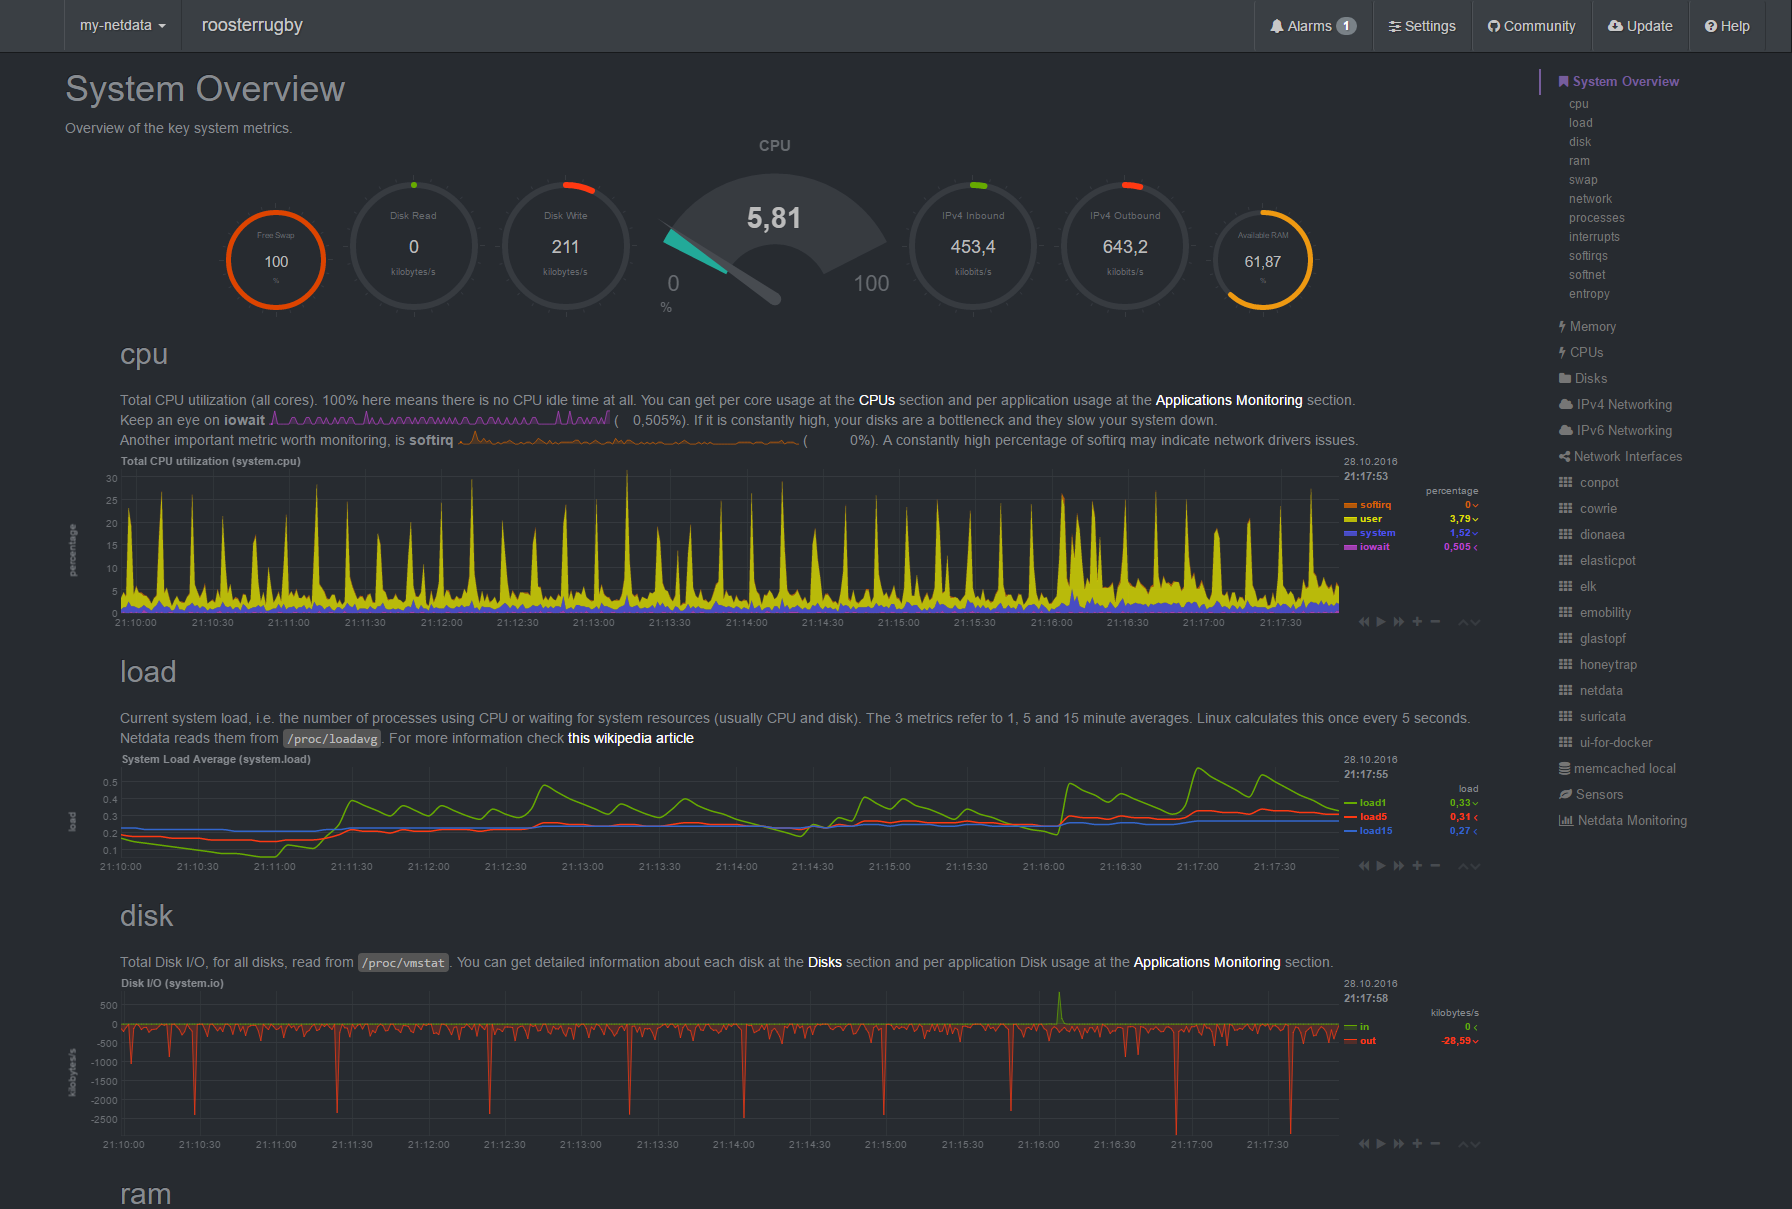 my-netdata
roosterrugby
Alarms 1
Settings
Community
Update
Help
System Overview
Overview of the key system metrics.
Free Swap
100
%
Disk Read
0
kilobytes/s
Disk Write
211
kilobytes/s
CPU
5,81
0
100
%
IPv4 Inbound
453,4
kilobits/s
IPv4 Outbound
643,2
kilobits/s
Available RAM
61,87
%
cpu
Total CPU utilization (all cores). 100% here means there is no CPU idle time at all. You can get per core usage at the CPUs section and per application usage at the Applications Monitoring section.
Keep an eye on iowait ( 0,505%). If it is constantly high, your disks are a bottleneck and they slow your system down.
Another important metric worth monitoring, is softirq ( 0%). A constantly high percentage of softirq may indicate network drivers issues.
Total CPU utilization (system.cpu)
percentage
30
25
20
15
10
5
0
21:10:00 21:10:30 21:11:00 21:11:30 21:12:00 21:12:30 21:13:00 21:13:30 21:14:00 21:14:30 21:15:00 21:15:30 21:16:00 21:16:30 21:17:00 21:17:30
28.10.2016
21:17:53
percentage
softirq 0
user 3,79
system 1,52
iowait 0,505
load
Current system load, i.e. the number of processes using CPU or waiting for system resources (usually CPU and disk). The 3 metrics refer to 1, 5 and 15 minute averages. Linux calculates this once every 5 seconds.
Netdata reads them from /proc/loadavg. For more information check this wikipedia article
System Load Average (system.load)
load
0.5
0.4
0.3
0.2
0.1
21:10:00 21:10:30 21:11:00 21:11:30 21:12:00 21:12:30 21:13:00 21:13:30 21:14:00 21:14:30 21:15:00 21:15:30 21:16:00 21:16:30 21:17:00 21:17:30
28.10.2016
21:17:55
load
load1 0,33
load5 0,31
load15 0,27
disk
Total Disk I/O, for all disks, read from /proc/vmstat. You can get detailed information about each disk at the Disks section and per application Disk usage at the Applications Monitoring section.
Disk I/O (system.io)
kilobytes/s
500
0
-500
-1000
-1500
-2000
-2500
21:10:00 21:10:30 21:11:00 21:11:30 21:12:00 21:12:30 21:13:00 21:13:30 21:14:00 21:14:30 21:15:00 21:15:30 21:16:00 21:16:30 21:17:00 21:17:30
28.10.2016
21:17:58
kilobytes/s
in 0
out -28,59
ram
System Overview
cpu
load
disk
ram
swap
network
processes
interrupts
softirqs
softnet
entropy
Memory
CPUs
Disks
IPv4 Networking
IPv6 Networking
Network Interfaces
conpot
cowrie
dionaea
elasticpot
elk
emobility
glastopf
honeytrap
netdata
suricata
ui-for-docker
memcached local
Sensors
Netdata Monitoring